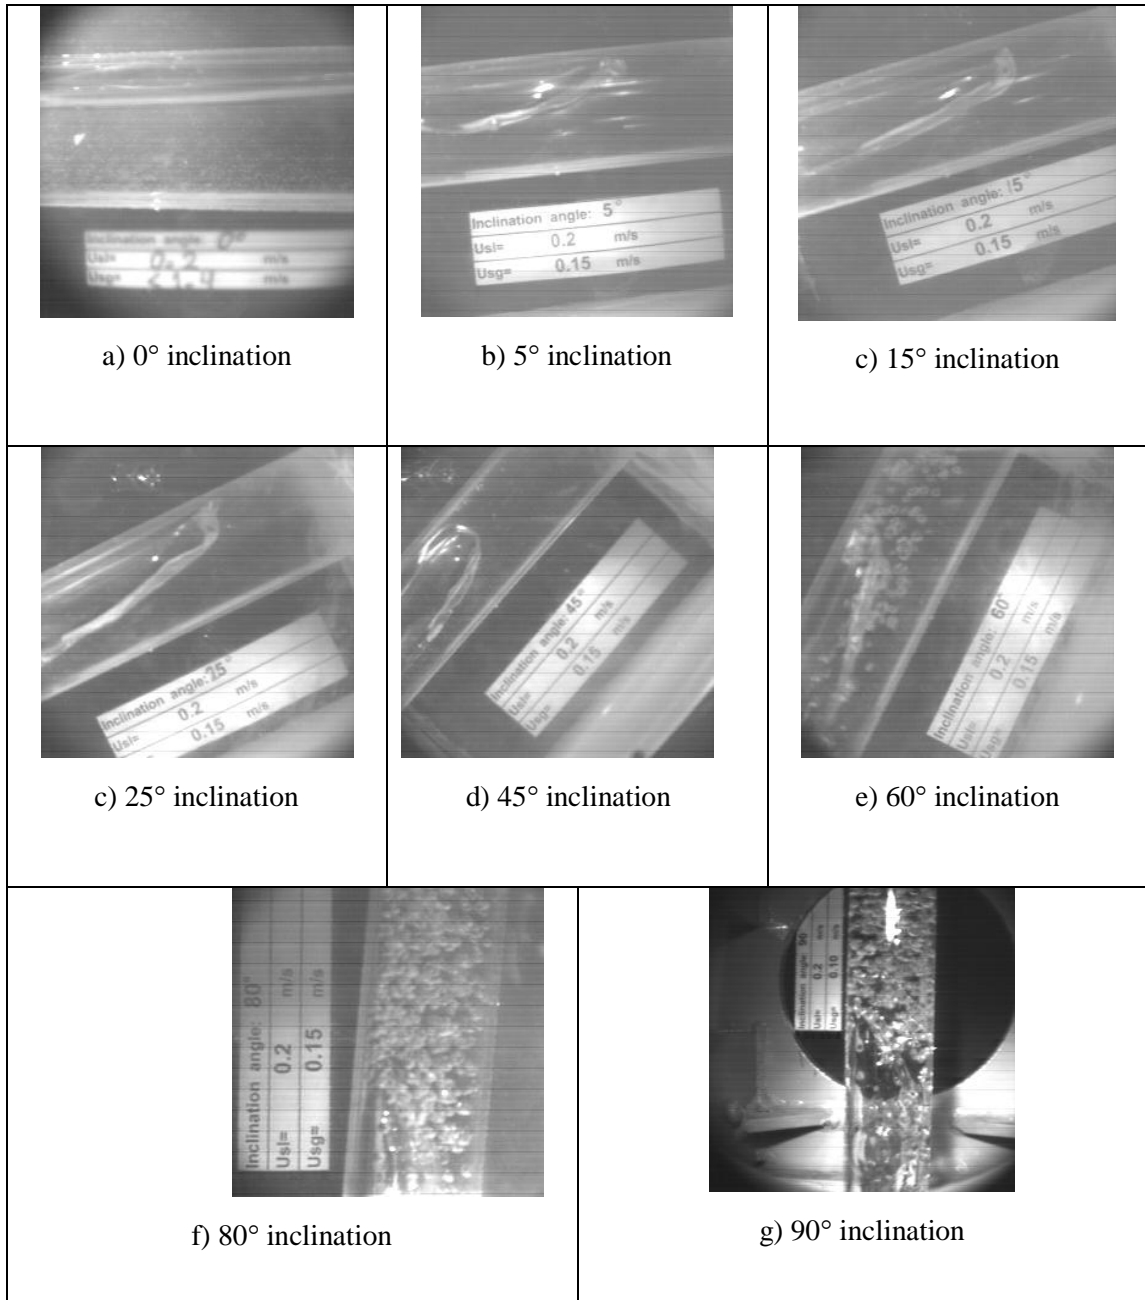 Inclination angle: 0°
Usl= 0.2 m/s
Usg= <1.4 m/s
a) 0° inclination
Inclination angle: 5°
Usl= 0.2 m/s
Usg= 0.15 m/s
b) 5° inclination
Inclination angle: 15°
Usl= 0.2 m/s
Usg= 0.15 m/s
c) 15° inclination
Inclination angle: 25°
Usl= 0.2 m/s
0.15 m/s
c) 25° inclination
Inclination angle: 45°
Usl= 0.2 m/s
Usg= 0.15 m/s
d) 45° inclination
Inclination angle: 60°
Usl= 0.2 m/s
Usg= 0.15 m/s
e) 60° inclination
Inclination angle: 80°
Usl= 0.2 m/s
Usg= 0.15 m/s
f) 80° inclination
Inclination angle: 90
Usl= 0.2 m/s
Usg= 0.10 m/s
g) 90° inclination